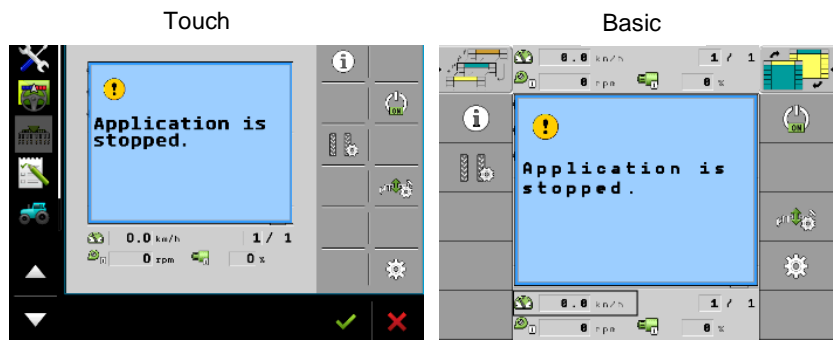 Touch
Basic
Application is
stopped.
ON
0.0 km/h 1 / 1
0 rpm 0 %
0.0 km/h 1 / 1
0 rpm 0 %
Application is
stopped.
ON
0.0 km/h 1 / 1
0 rpm 0 %